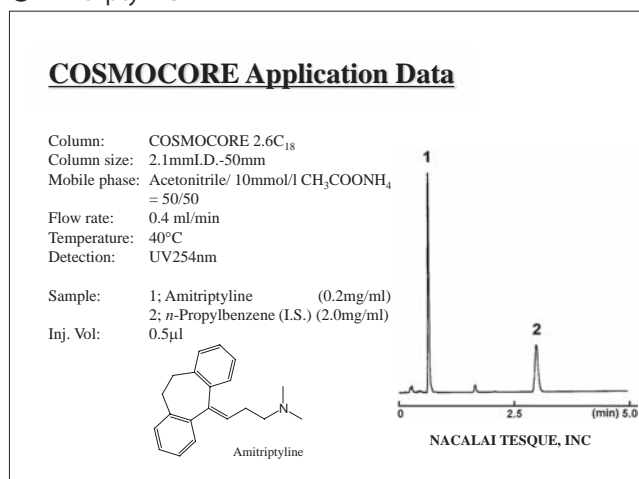 COSMOCORE Application Data
Column: COSMOCORE 2.6C₁₈
Column size: 2.1mmI.D.-50mm
Mobile phase: Acetonitrile/ 10mmol/l CH₃COONH₄
= 50/50
Flow rate: 0.4 ml/min
Temperature: 40°C
Detection: UV254nm
Sample: 1; Amitriptyline (0.2mg/ml)
2; n-Propylbenzene (I.S.) (2.0mg/ml)
Inj. Vol: 0.5µl
N
Amitriptyline
1
2
0 2.5 (min) 5.0
NACALAI TESQUE, INC